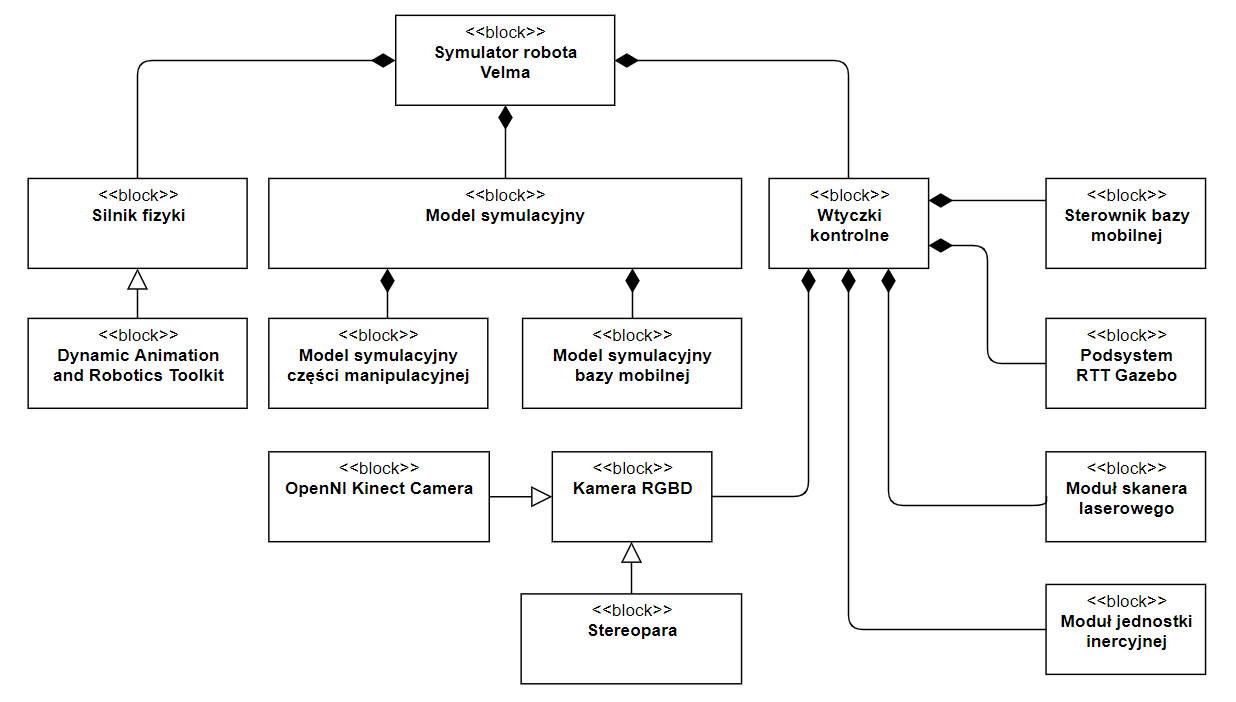 <<block>>
Symulator robota
Velma
<<block>>
Silnik fizyki
<<block>>
Model symulacyjny
<<block>>
Wtyczki
kontrolne
<<block>>
Sterownik bazy
mobilnej
<<block>>
Dynamic Animation
and Robotics Toolkit
<<block>>
Model symulacyjny
części manipulacyjnej
<<block>>
Model symulacyjny
bazy mobilnej
<<block>>
Podsystem
RTT Gazebo
<<block>>
OpenNI Kinect Camera
<<block>>
Kamera RGBD
<<block>>
Moduł skanera
laserowego
<<block>>
Stereopara
<<block>>
Moduł jednostki
inercyjnej